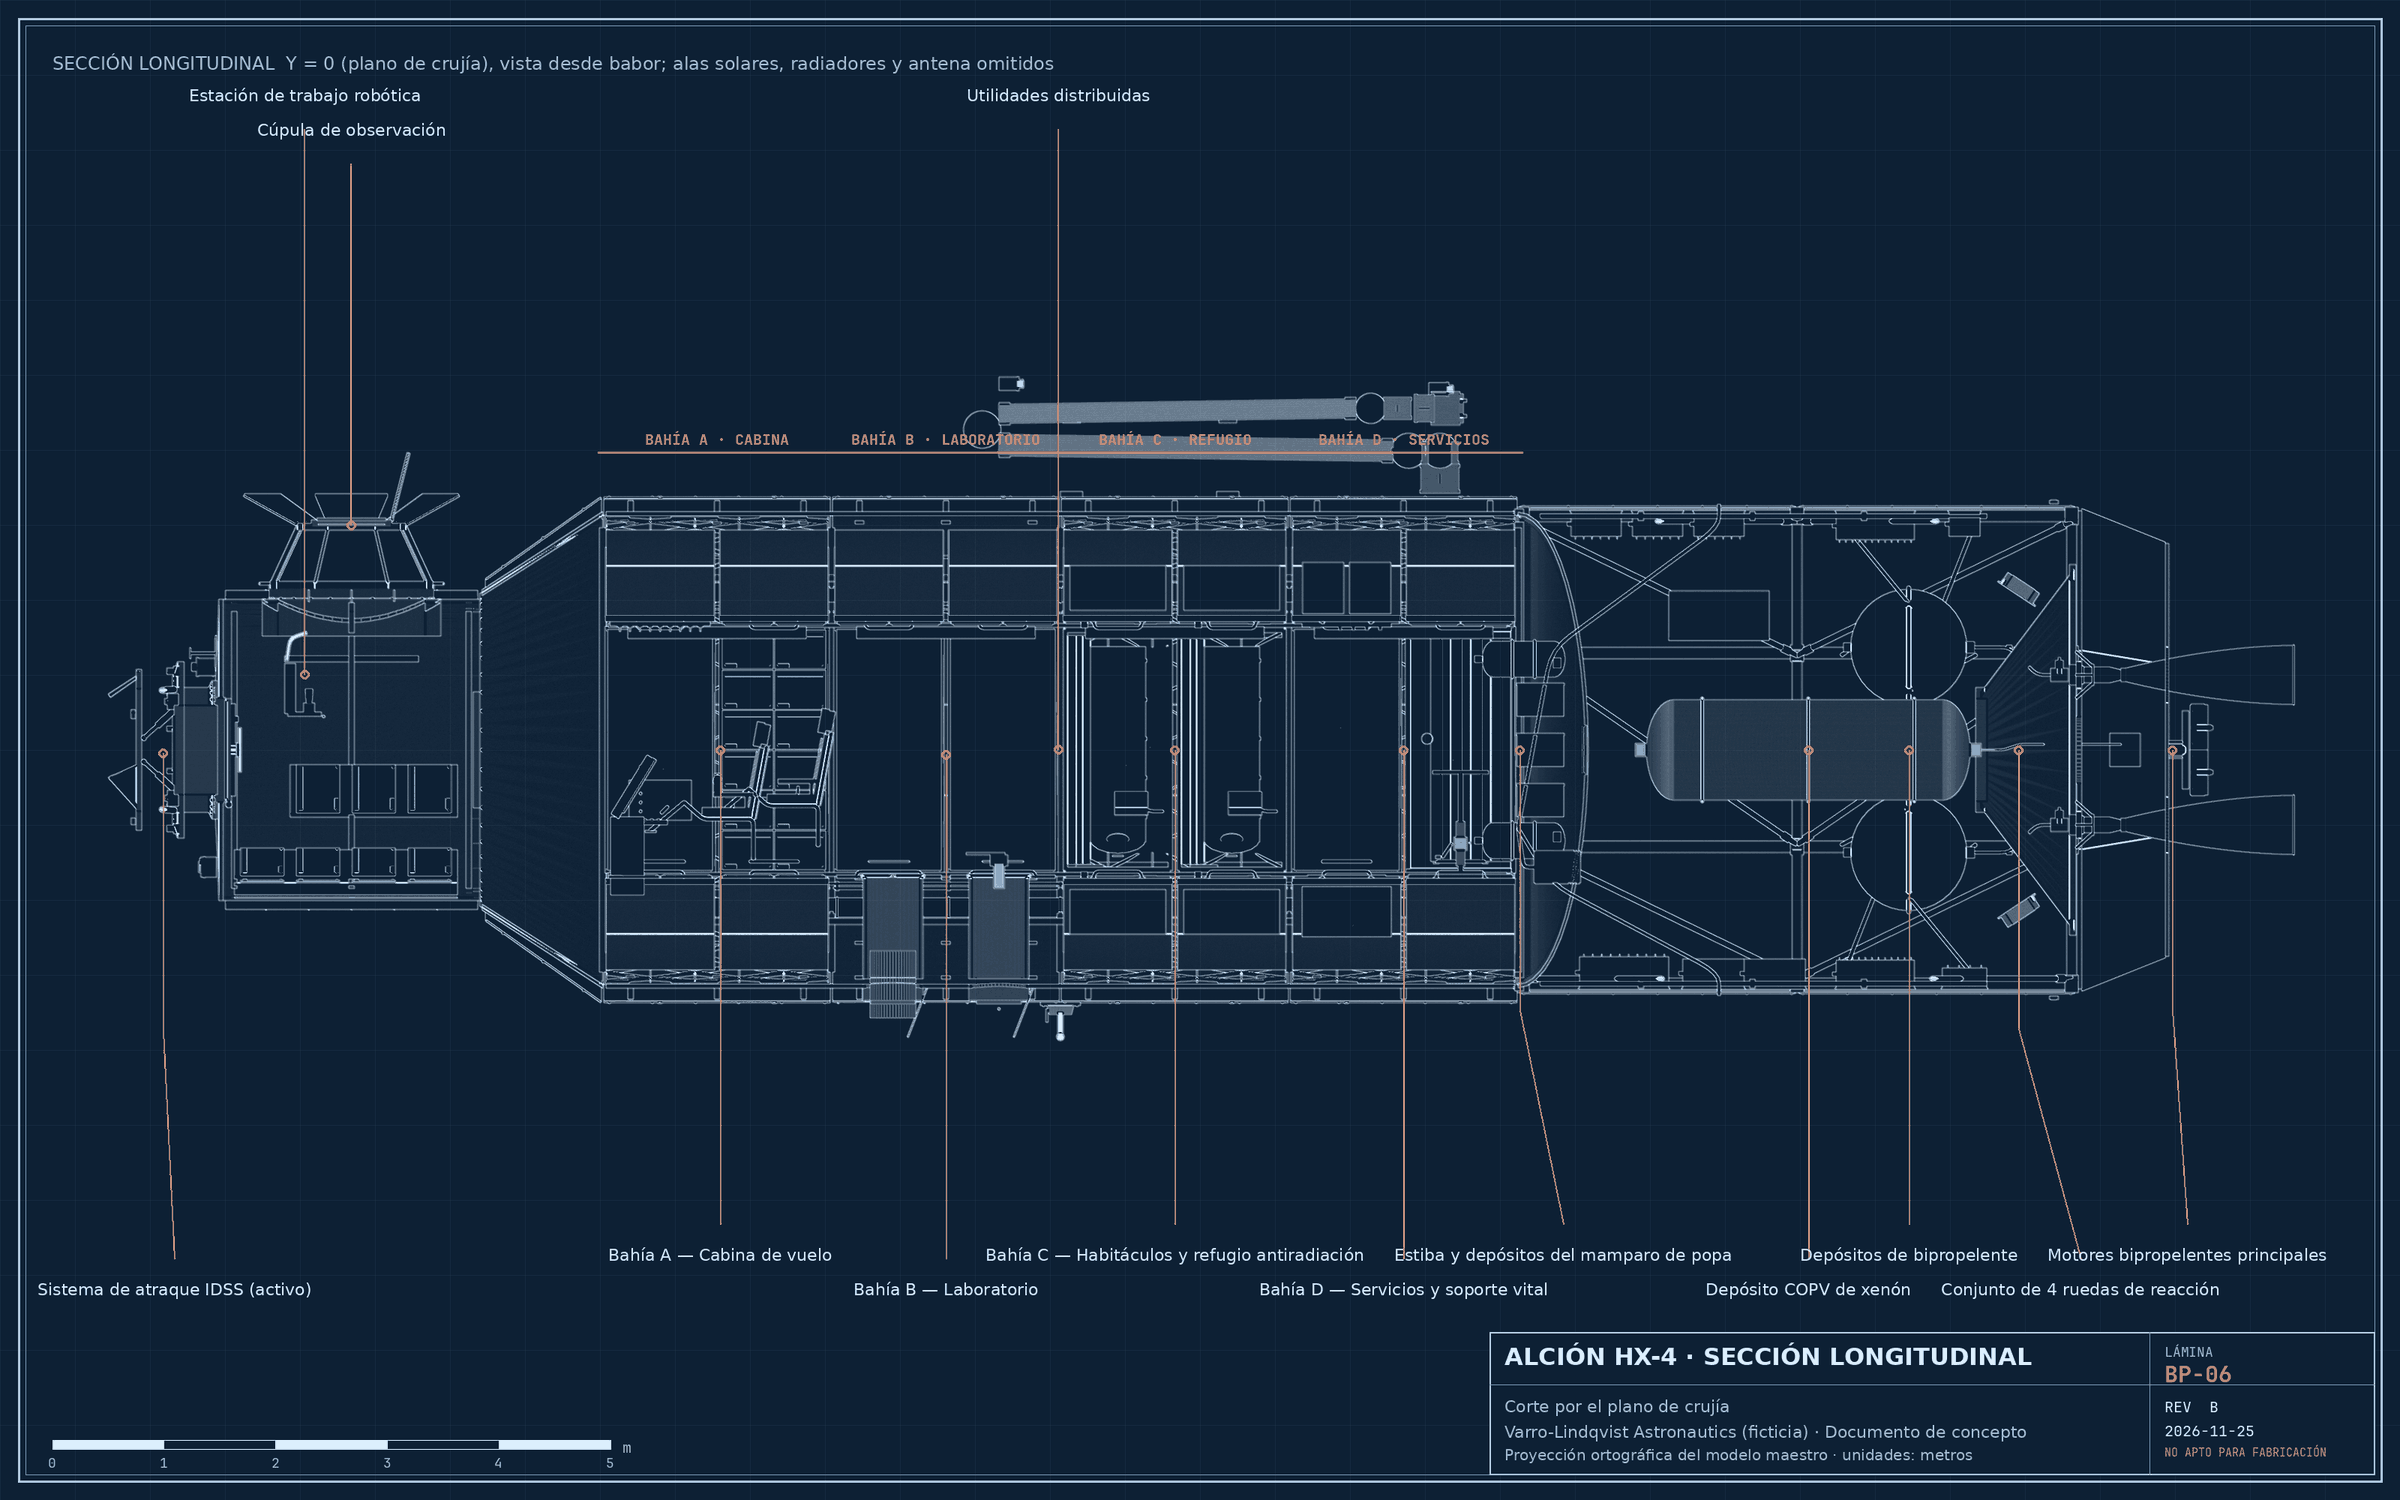 SECCIÓN LONGITUDINAL Y = 0 (plano de crujía), vista desde babor; alas solares, radiadores y antena omitidos
Estación de trabajo robótica
Utilidades distribuidas
Cúpula de observación
BAHÍA A · CABINA
BAHÍA B · LABORATORIO
BAHÍA C · REFUGIO
BAHÍA D · SERVICIOS
Bahía A — Cabina de vuelo
Bahía C — Habitáculos y refugio antiradiación
Estiba y depósitos del mamparo de popa
Depósitos de bipropelente
Motores bipropelentes principales
Sistema de atraque IDSS (activo)
Bahía B — Laboratorio
Bahía D — Servicios y soporte vital
Depósito COPV de xenón
Conjunto de 4 ruedas de reacción
ALCIÓN HX-4 · SECCIÓN LONGITUDINAL
LÁMINA
BP-06
Corte por el plano de crujía
Varro-Lindqvist Astronautics (ficticia) · Documento de concepto
Proyección ortográfica del modelo maestro · unidades: metros
REV B
2026-11-25
NO APTO PARA FABRICACIÓN
m
0 1 2 3 4 5